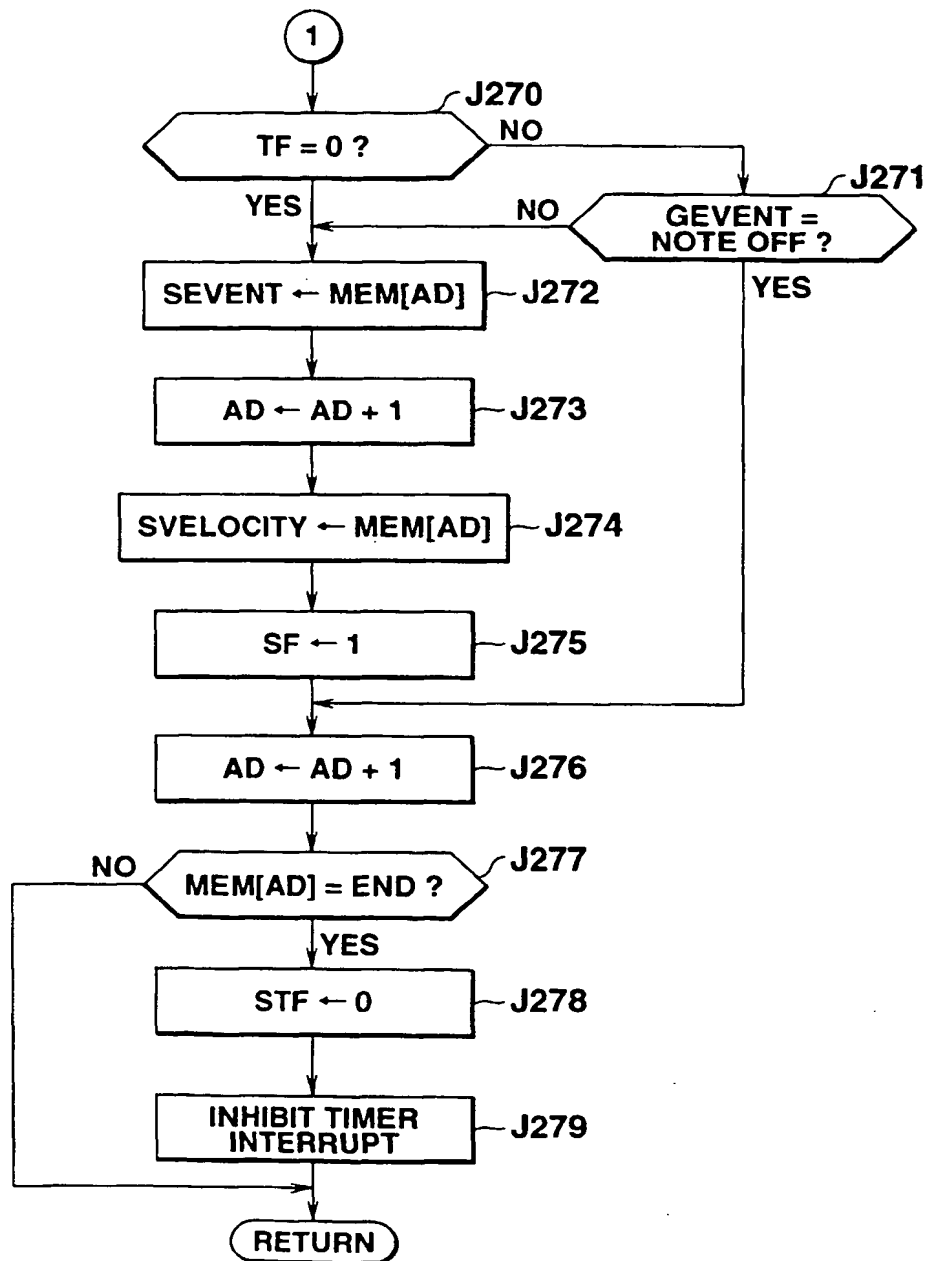 1
J270
TF = 0 ?
NO
J271
YES
NO
GEVENT =
NOTE OFF ?
YES
SEVENT ← MEM[AD]
J272
AD ← AD + 1
J273
SVELOCITY ← MEM[AD]
J274
SF ← 1
J275
AD ← AD + 1
J276
NO
J277
MEM[AD] = END ?
YES
STF ← 0
J278
INHIBIT TIMER
INTERRUPT
J279
RETURN